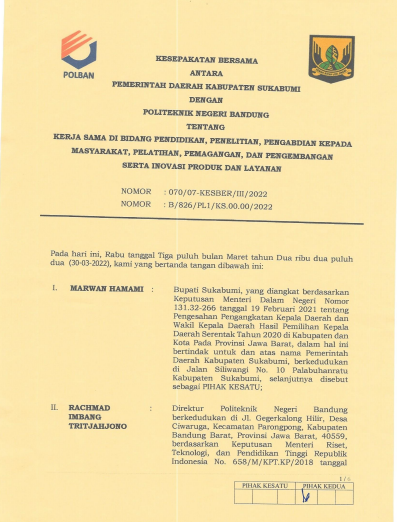 POLBAN
KESEPAKATAN BERSAMA
ANTARA
PEMERINTAH DAERAH KABUPATEN SUKABUMI
DENGAN
POLITEKNIK NEGERI BANDUNG
TENTANG
KERJA SAMA DI BIDANG PENDIDIKAN, PENELITIAN, PENGABDIAN KEPADA
MASYARAKAT, PELATIHAN, PEMAGANGAN, DAN PENGEMBANGAN
SERTA INOVASI PRODUK DAN LAYANAN
NOMOR : 070/07-KESBER/III/2022
NOMOR : B/826/PL1/KS.00.00/2022
Pada hari ini, Rabu tanggal Tiga puluh bulan Maret tahun Dua ribu dua puluh
dua (30-03-2022), kami yang bertanda tangan dibawah ini:
I. MARWAN HAMAMI : Bupati Sukabumi, yang diangkat berdasarkan
Keputusan Menteri Dalam Negeri Nomor
131.32-266 tanggal 19 Februari 2021 tentang
Pengesahan Pengangkatan Kepala Daerah dan
Wakil Kepala Daerah Hasil Pemilihan Kepala
Daerah Serentak Tahun 2020 di Kabupaten dan
Kota Pada Provinsi Jawa Barat, dalam hal ini
bertindak untuk dan atas nama Pemerintah
Daerah Kabupaten Sukabumi, berkedudukan
di Jalan Siliwangi No. 10 Palabuhanratu
Kabupaten Sukabumi, selanjutnya disebut
sebagai PIHAK KESATU;
II. RACHMAD : Direktur Politeknik Negeri Bandung
IMBANG berkedudukan di Jl. Gegerkalong Hilir, Desa
TRITJAHJONO Ciwaruga, Kecamatan Parongpong, Kabupaten
Bandung Barat, Provinsi Jawa Barat, 40559,
berdasarkan Keputusan Menteri Riset,
Teknologi, dan Pendidikan Tinggi Republik
Indonesia No. 658/M/KPT.KP/2018 tanggal
PIHAK KESATU PIHAK KEDUA